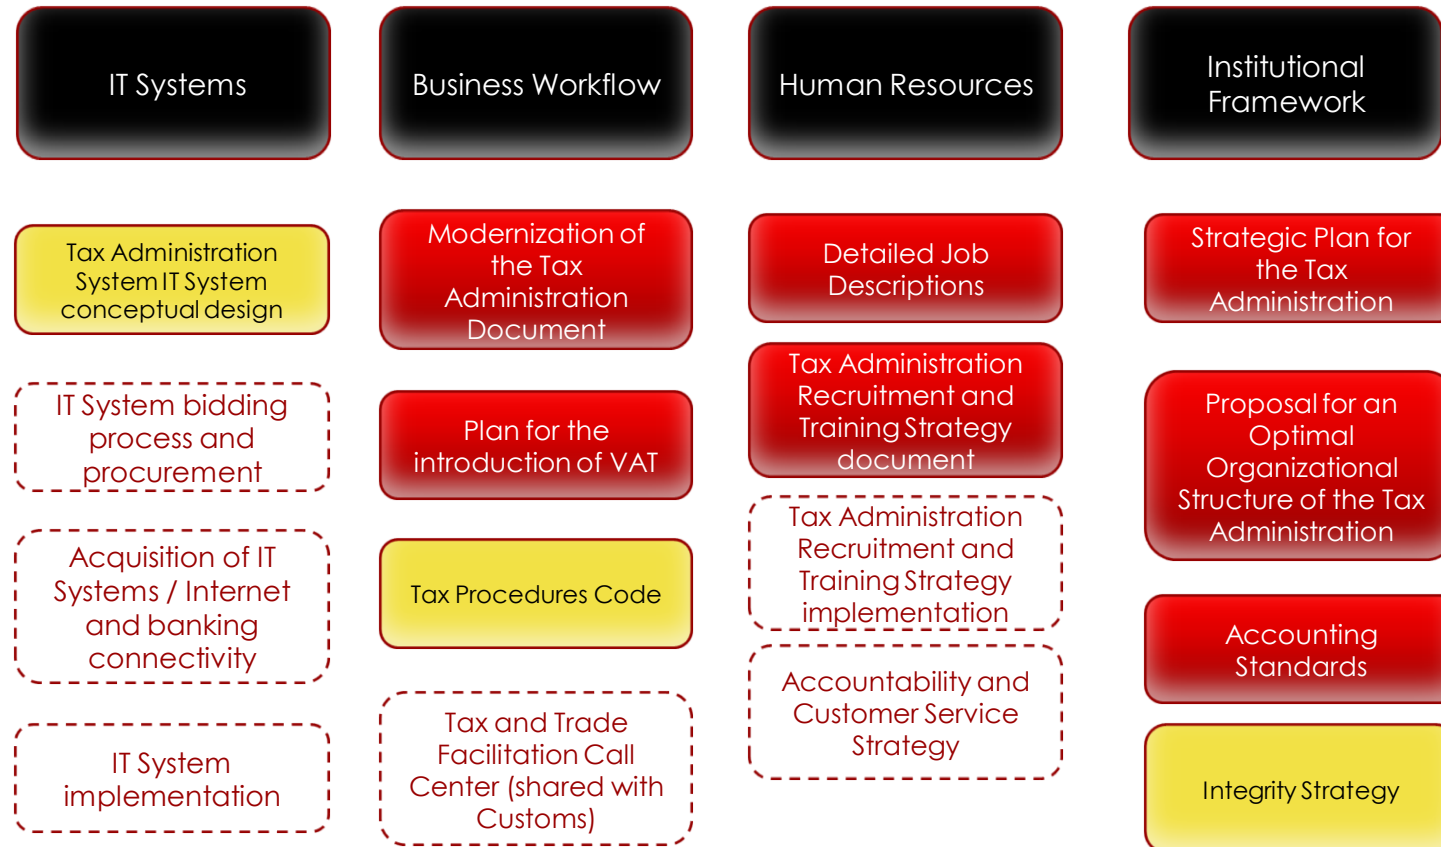 IT Systems
Business Workflow
Human Resources
Institutional
Framework
Tax Administration
System IT System
conceptual design
IT System bidding
process and
procurement
Acquisition of IT
Systems / Internet
and banking
connectivity
IT System
implementation
Modernization of
the Tax
Administration
Document
Plan for the
introduction of VAT
Tax Procedures Code
Tax and Trade
Facilitation Call
Center (shared with
Customs)
Detailed Job
Descriptions
Tax Administration
Recruitment and
Training Strategy
document
Tax Administration
Recruitment and
Training Strategy
implementation
Accountability and
Customer Service
Strategy
Strategic Plan for
the Tax
Administration
Proposal for an
Optimal
Organizational
Structure of the Tax
Administration
Accounting
Standards
Integrity Strategy